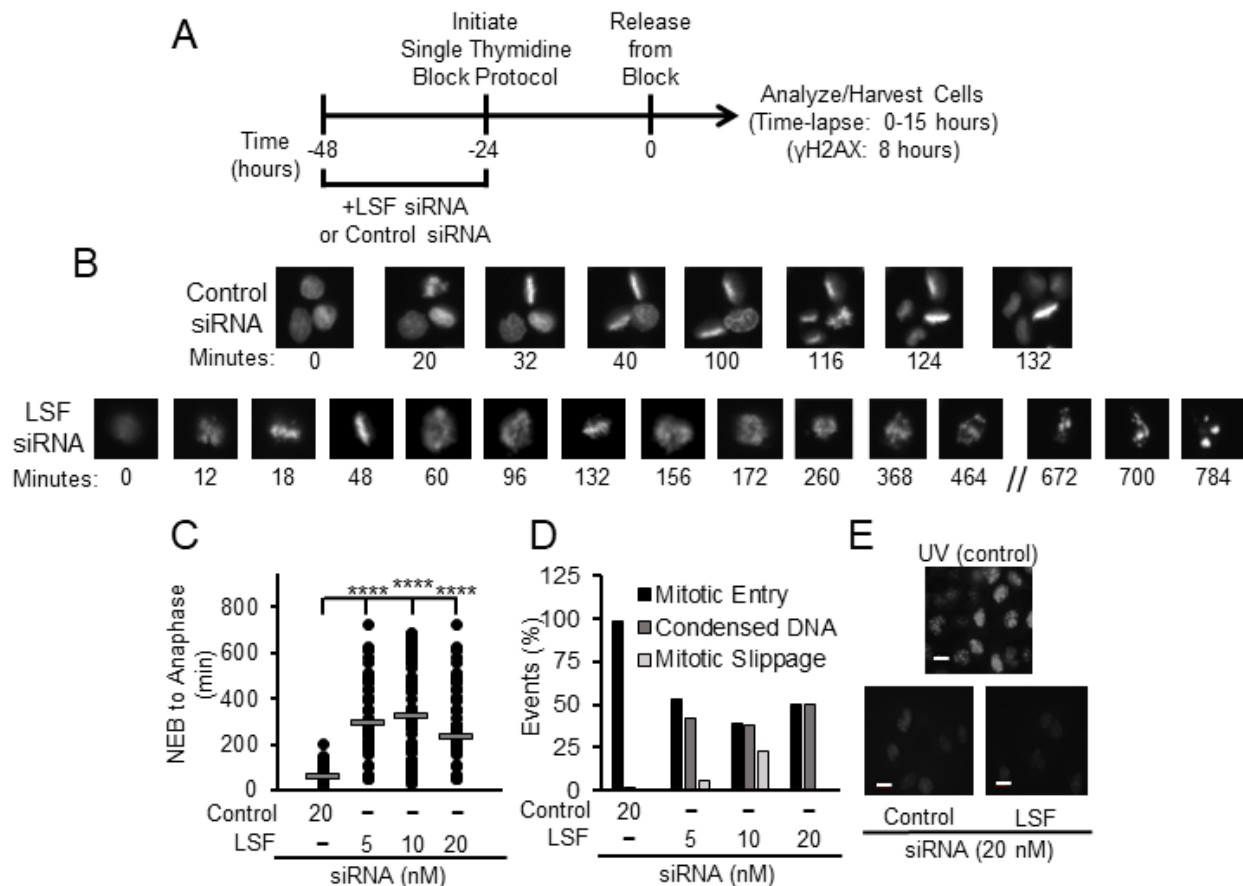 A
Initiate
Single Thymidine
Block Protocol
Release
from
Block
Analyze/Harvest Cells
(Time-lapse: 0-15 hours)
(γH2AX: 8 hours)
Time
(hours)
-48 -24 0
+LSF siRNA
or Control siRNA
B
Control
siRNA
Minutes: 0 20 32 40 100 116 124 132
LSF
siRNA
Minutes: 0 12 18 48 60 96 132 156 172 260 368 464 // 672 700 784
C
NEB to Anaphase
(min)
800
600
400
200
0
**** **** ****
Control 20 - - -
LSF - 5 10 20
siRNA (nM)
D
Events (%)
125
100
75
50
25
0
Mitotic Entry
Condensed DNA
Mitotic Slippage
Control 20 - - -
LSF - 5 10 20
siRNA (nM)
E
UV (control)
Control LSF
siRNA (20 nM)